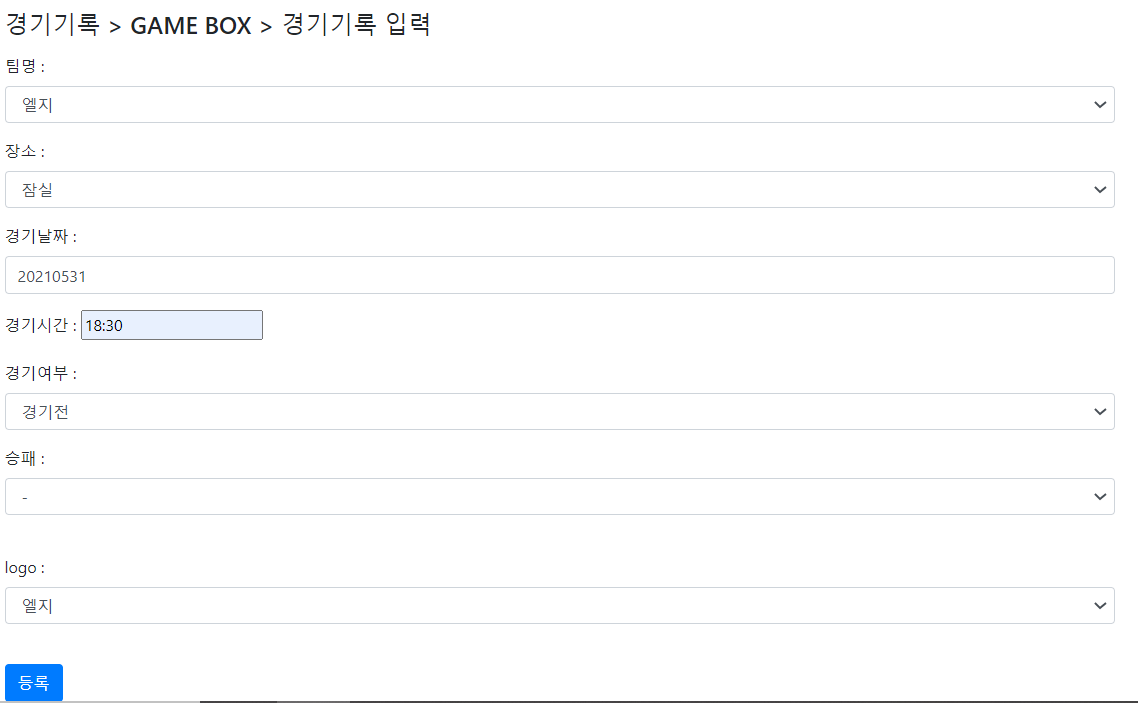 경기기록 > GAME BOX > 경기기록 입력
팀명 :
엘지
장소 :
잠실
경기날짜 :
20210531
경기시간 : 18:30
경기여부 :
경기전
승패 :
-
logo :
엘지
등록